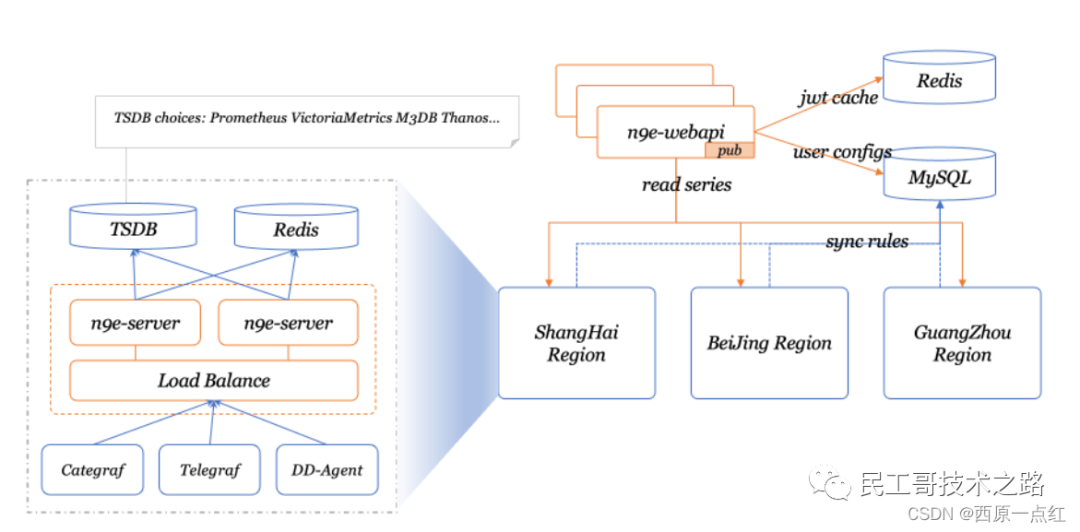 TSDB choices: Prometheus VictoriaMetrics M3DB Thanos...
TSDB
Redis
n9e-server
n9e-server
Load Balance
Categraf
Telegraf
DD-Agent
n9e-webapi
pub
Redis
jwt cache
user configs
MySQL
read series
sync rules
ShangHai
Region
BeiJing Region
GuangZhou
Region
民工哥技术之路
CSDN @西原一点红